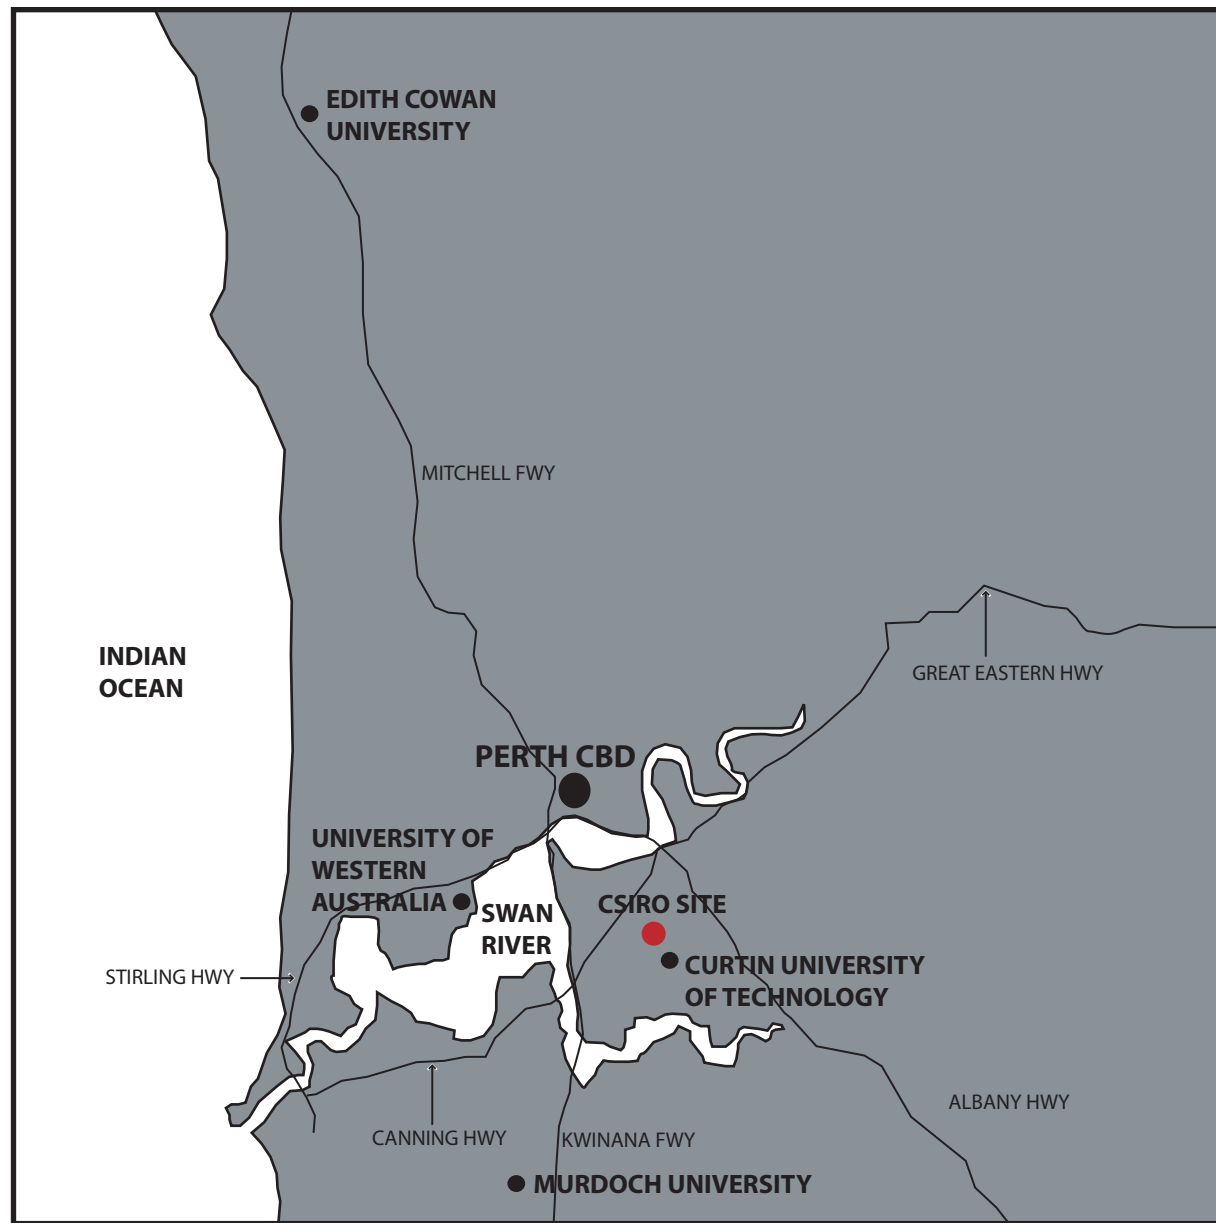 EDITH COWAN
UNIVERSITY
MITCHELL FWY
INDIAN
OCEAN
GREAT EASTERN HWY
PERTH CBD
UNIVERSITY OF
WESTERN
AUSTRALIA
CSIRO SITE
SWAN
RIVER
STIRLING HWY
CURTIN UNIVERSITY
OF TECHNOLOGY
ALBANY HWY
CANNING HWY
KWINANA FWY
MURDOCH UNIVERSITY